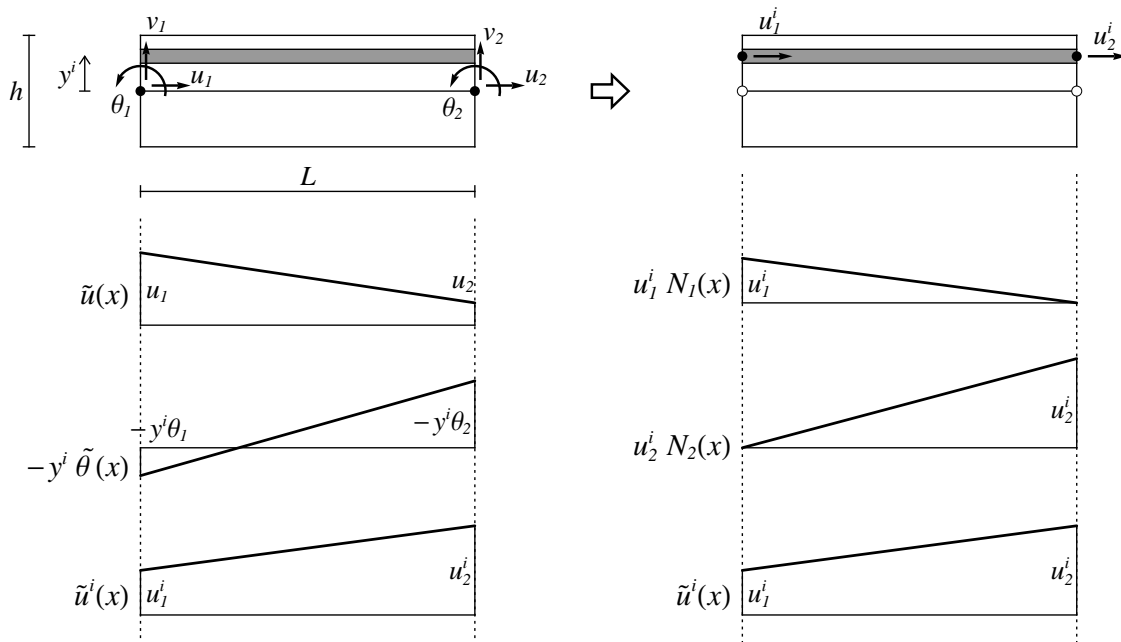 v₁
v₂
yⁱ
u₁
u₂
h
θ₁
θ₂
L
ũ(x)
u₁
u₂
−yⁱθ₁
−yⁱθ₂
−yⁱ θ̃(x)
ũⁱ(x)
u₁ⁱ
u₂ⁱ
u₁ⁱ
u₂ⁱ
u₁ⁱ N₁(x)
u₁ⁱ
u₂ⁱ N₂(x)
u₂ⁱ
ũⁱ(x)
u₁ⁱ
u₂ⁱ